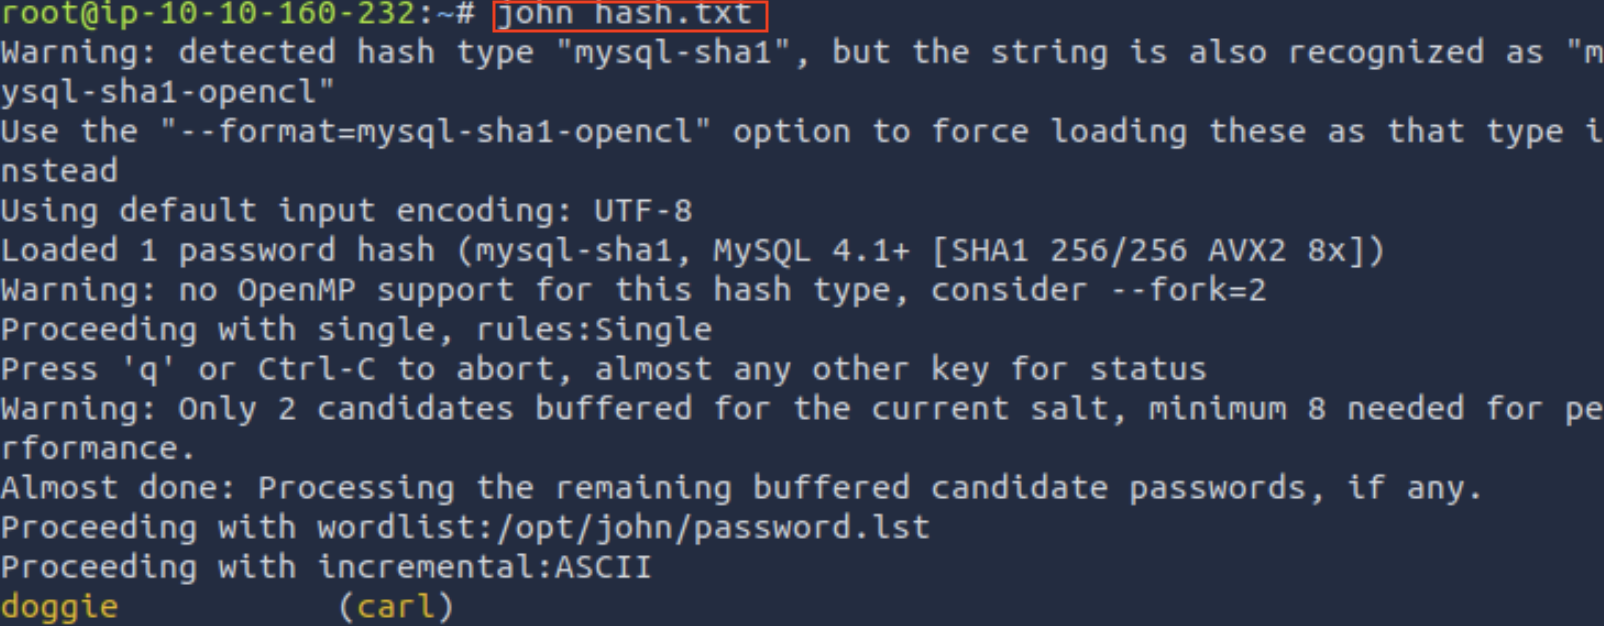 root@ip-10-10-160-232:~# john hash.txt
Warning: detected hash type "mysql-sha1", but the string is also recognized as "m
ysql-sha1-opencl"
Use the "--format=mysql-sha1-opencl" option to force loading these as that type i
nstead
Using default input encoding: UTF-8
Loaded 1 password hash (mysql-sha1, MySQL 4.1+ [SHA1 256/256 AVX2 8x])
Warning: no OpenMP support for this hash type, consider --fork=2
Proceeding with single, rules:Single
Press 'q' or Ctrl-C to abort, almost any other key for status
Warning: Only 2 candidates buffered for the current salt, minimum 8 needed for pe
rformance.
Almost done: Processing the remaining buffered candidate passwords, if any.
Proceeding with wordlist:/opt/john/password.lst
Proceeding with incremental:ASCII
doggie           (carl)